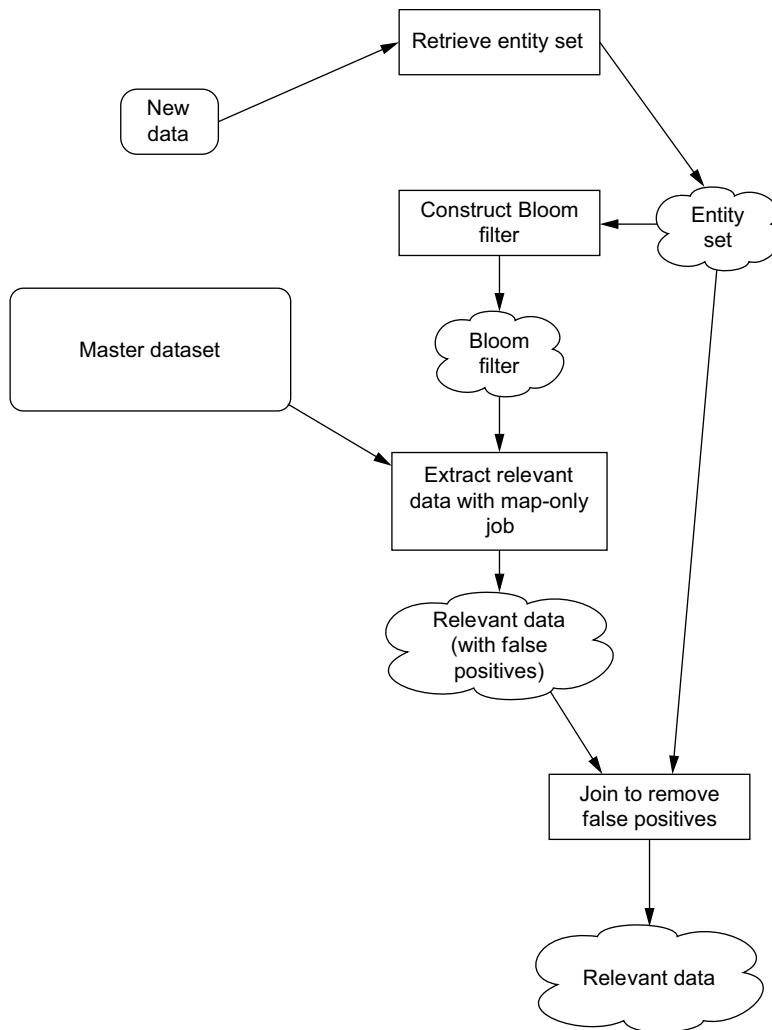 Retrieve entity set
New
data
Construct Bloom
filter
Entity
set
Master dataset
Bloom
filter
Extract relevant
data with map-only
job
Relevant data
(with false
positives)
Join to remove
false positives
Relevant data